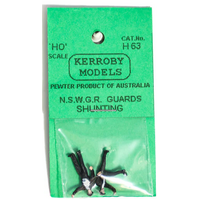 'HO' SCALE
CAT.No. H 63
KERROBY
MODELS
PEWTER PRODUCT OF AUSTRALIA
N.S.W.G.R. GUARDS
SHUNTING